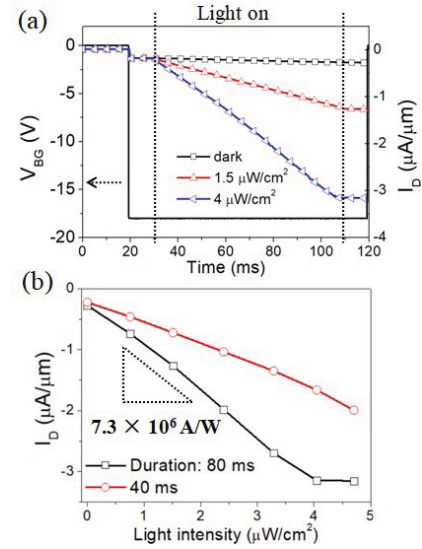 (a)
Light on
0
-5
-10
-15
-20
V_BG (V)
0
-1
-2
-3
-4
I_D (μA/μm)
dark
1.5 μW/cm²
4 μW/cm²
0 20 40 60 80 100 120
Time (ms)
(b)
0
-1
-2
-3
I_D (μA/μm)
7.3 × 10⁶ A/W
Duration: 80 ms
40 ms
0 1 2 3 4 5
Light intensity (μW/cm²)